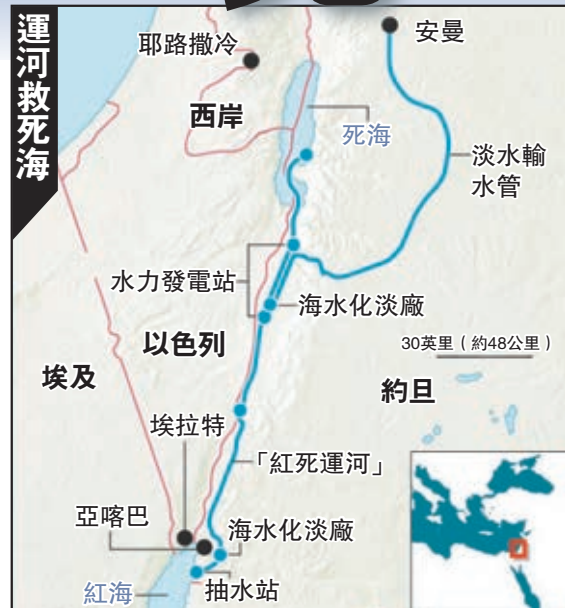 運河救死海
耶路撒冷
安曼
西岸
死海
淡水輸
水管
水力發電站
海水化淡廠
以色列
30英里（約48公里）
埃及
約旦
埃拉特
「紅死運河」
亞喀巴
海水化淡廠
抽水站
紅海